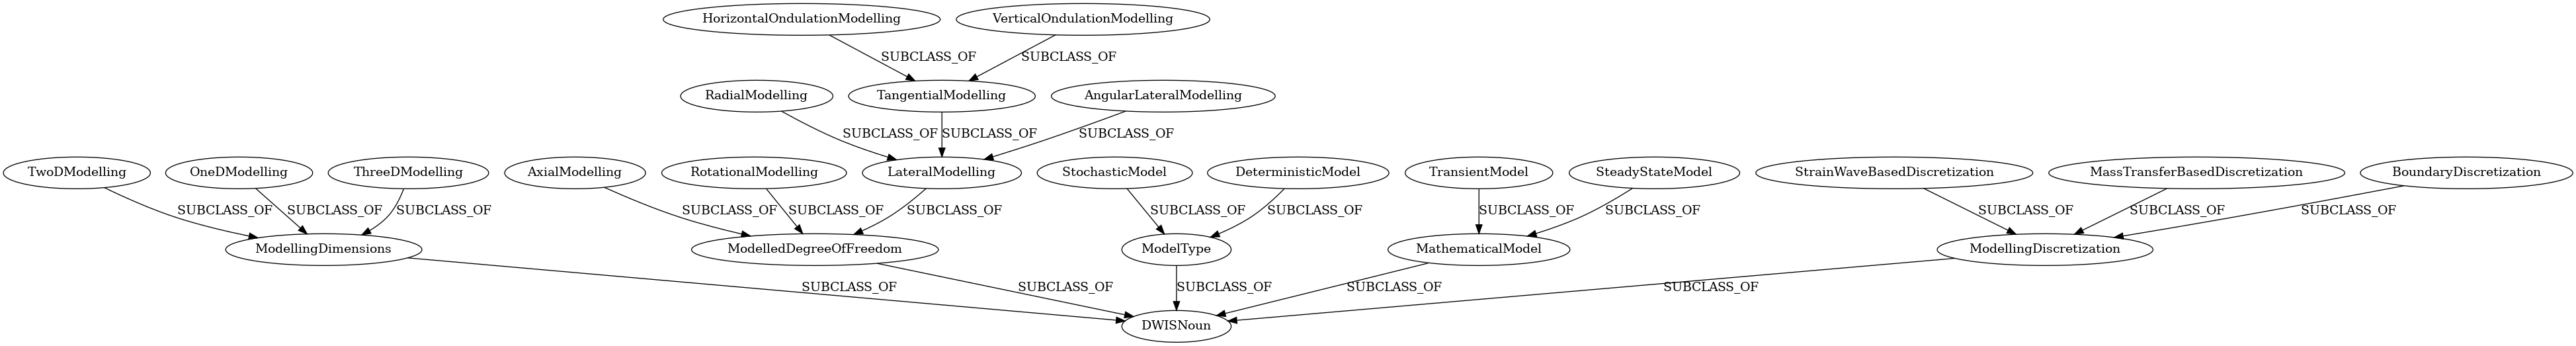 HorizontalOndulationModelling
VerticalOndulationModelling
SUBCLASS_OF
SUBCLASS_OF
RadialModelling
TangentialModelling
AngularLateralModelling
SUBCLASS_OF
SUBCLASS_OF
SUBCLASS_OF
TwoDModelling
OneDModelling
ThreeDModelling
AxialModelling
RotationalModelling
LateralModelling
StochasticModel
DeterministicModel
TransientModel
SteadyStateModel
StrainWaveBasedDiscretization
MassTransferBasedDiscretization
BoundaryDiscretization
SUBCLASS_OF
SUBCLASS_OF
SUBCLASS_OF
SUBCLASS_OF
SUBCLASS_OF
SUBCLASS_OF
SUBCLASS_OF
SUBCLASS_OF
SUBCLASS_OF
SUBCLASS_OF
SUBCLASS_OF
SUBCLASS_OF
SUBCLASS_OF
ModellingDimensions
ModelledDegreeOfFreedom
ModelType
MathematicalModel
ModellingDiscretization
SUBCLASS_OF
SUBCLASS_OF
SUBCLASS_OF
SUBCLASS_OF
SUBCLASS_OF
DWISNoun